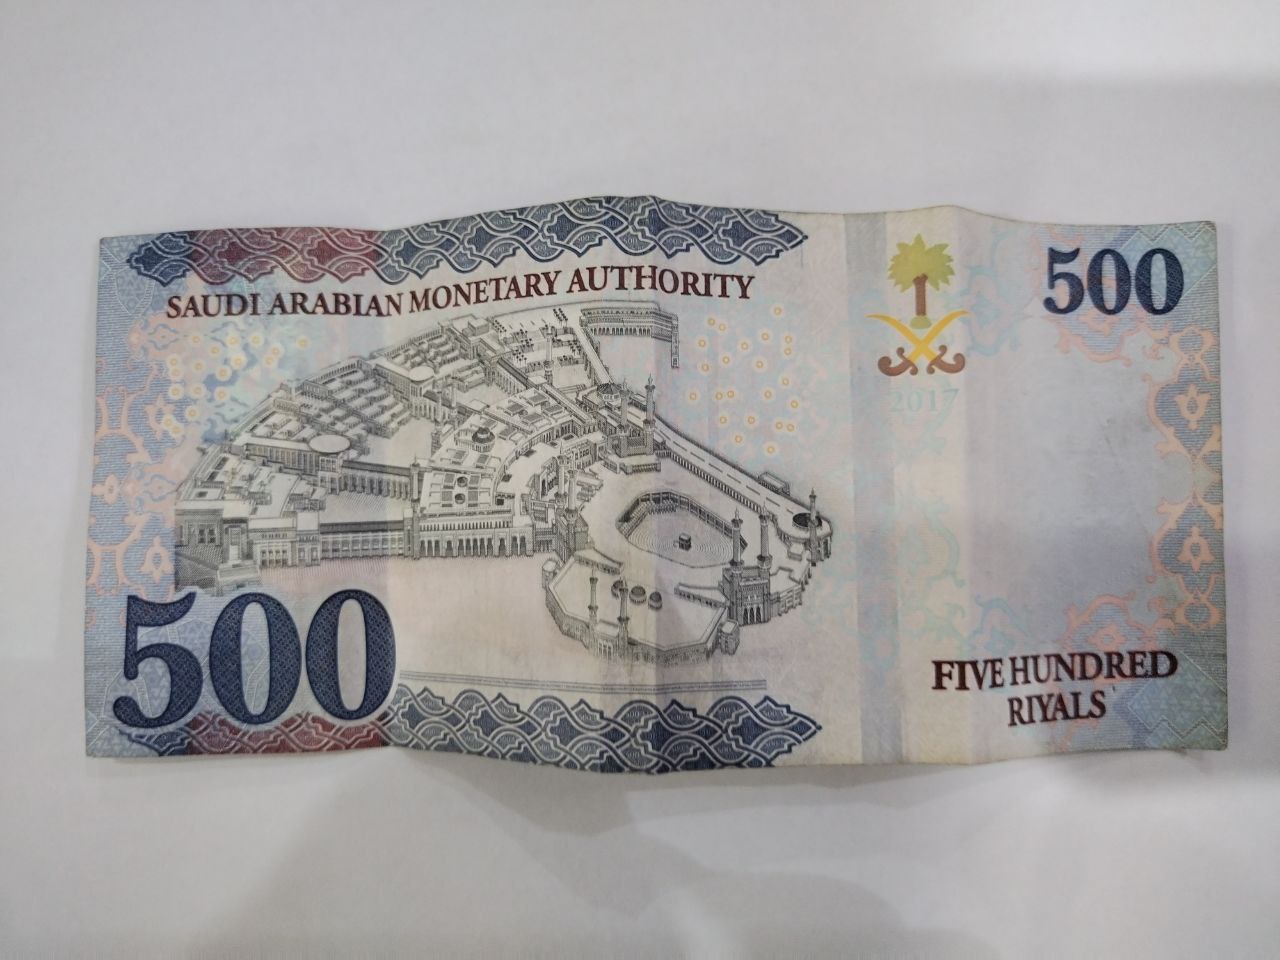 SAUDI ARABIAN MONETARY AUTHORITY
500
2017
500
FIVE HUNDRED
RIYALS